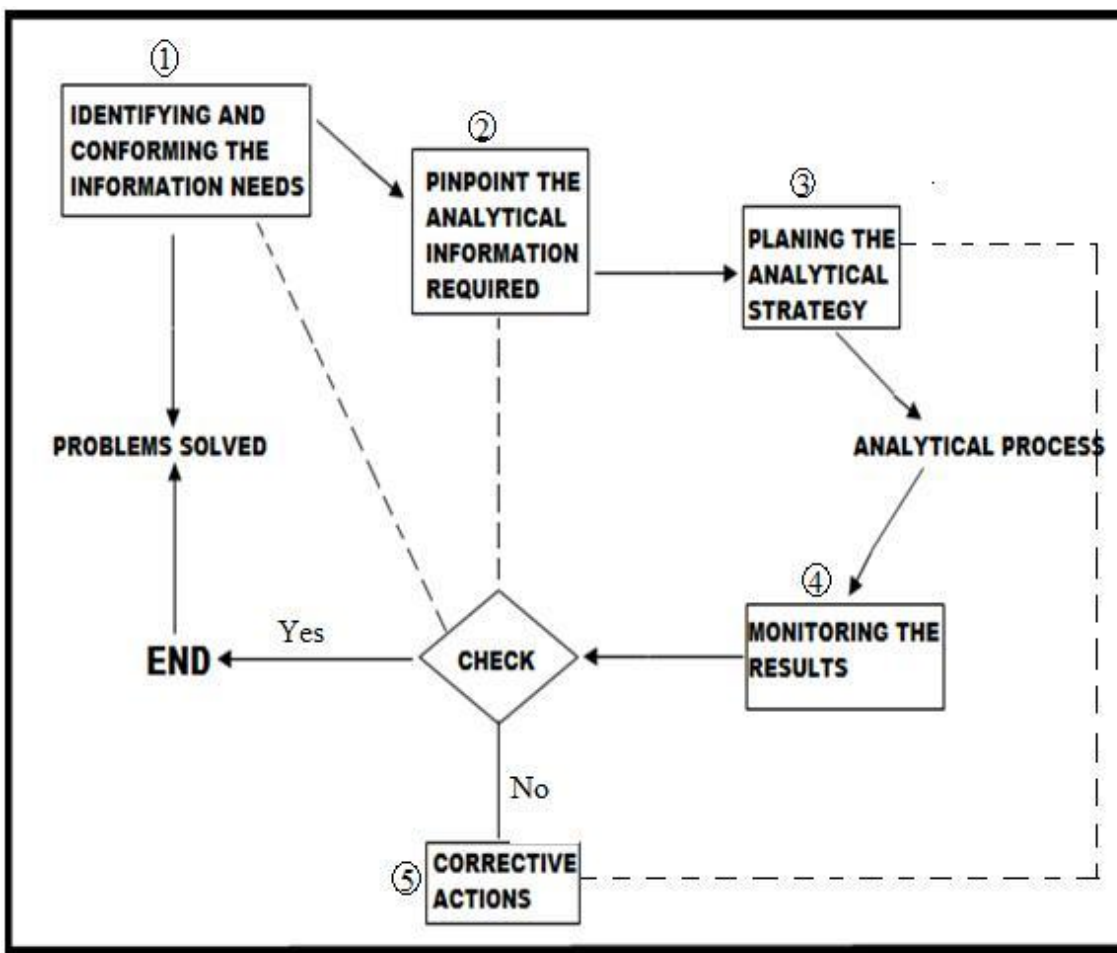 ①
IDENTIFYING AND
CONFORMING THE
INFORMATION NEEDS
②
PINPOINT THE
ANALYTICAL
INFORMATION
REQUIRED
③
PLANING THE
ANALYTICAL
STRATEGY
PROBLEMS SOLVED
ANALYTICAL PROCESS
④
MONITORING THE
RESULTS
Yes
END
CHECK
No
⑤
CORRECTIVE
ACTIONS